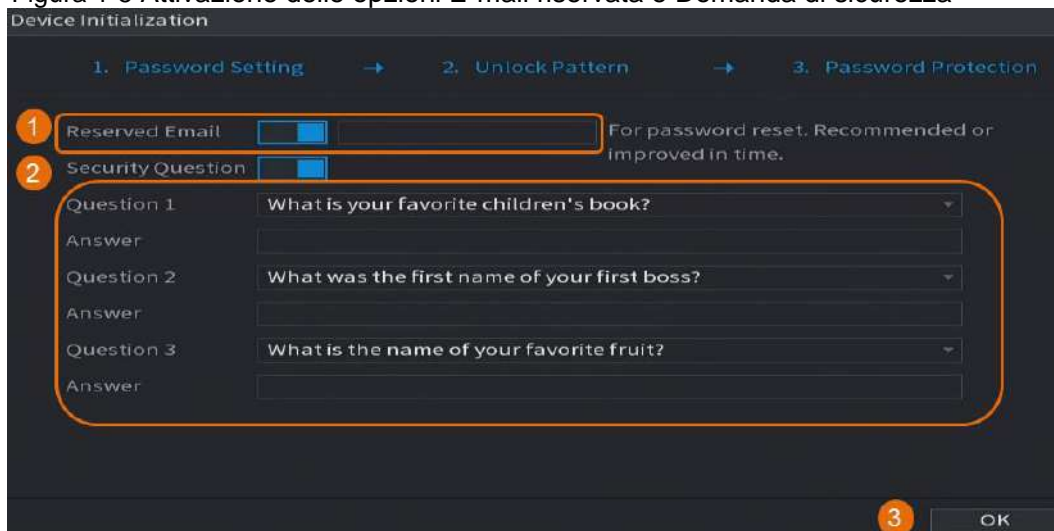 Figura 1-3 Attivazione delle opzioni E-mail riservata e Domanda di sicurezza
Device Initialization
1. Password Setting → 2. Unlock Pattern → 3. Password Protection
1 Reserved Email For password reset. Recommended or
improved in time.
2 Security Question
Question 1 What is your favorite children's book?
Answer
Question 2 What was the first name of your first boss?
Answer
Question 3 What is the name of your favorite fruit?
Answer
3 OK